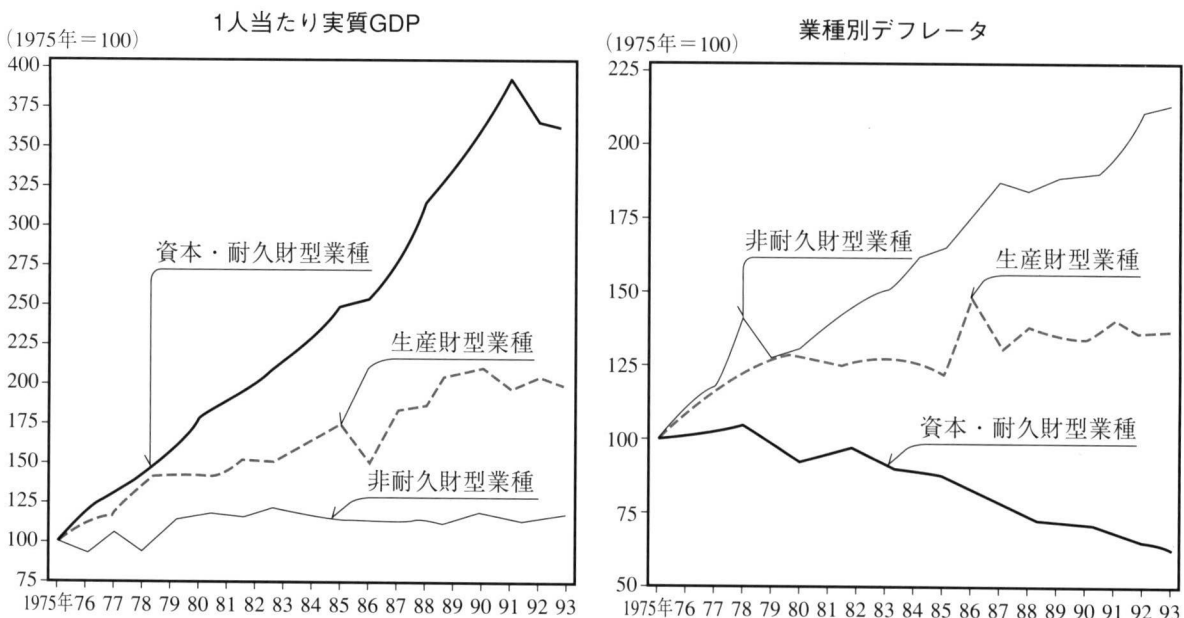 1人当たり実質GDP
(1975年＝100)
400
375
350
325
300
275
250
225
200
175
150
125
100
75
資本・耐久財型業種
生産財型業種
非耐久財型業種
1975年76 77 78 79 80 81 82 83 84 85 86 87 88 89 90 91 92 93
業種別デフレータ
(1975年＝100)
225
200
175
150
125
100
75
50
非耐久財型業種
生産財型業種
資本・耐久財型業種
1975年76 77 78 79 80 81 82 83 84 85 86 87 88 89 90 91 92 93